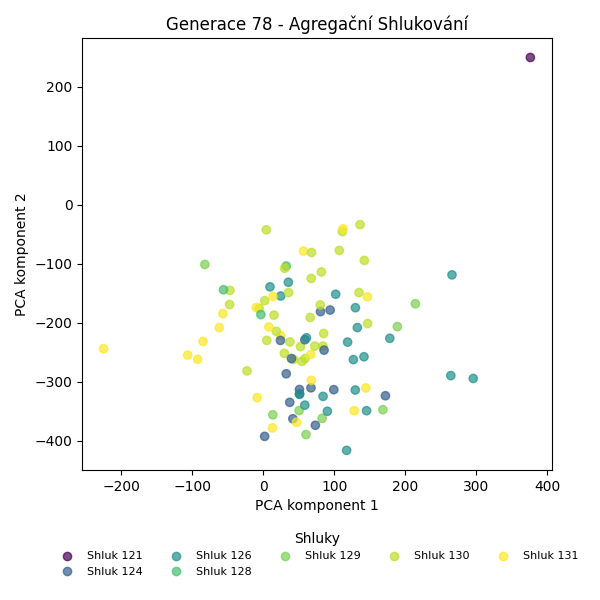 Generace 78 - Agregační Shlukování
200
100
0
−100
−200
−300
−400
PCA komponent 2
−200 −100 0 100 200 300 400
PCA komponent 1
Shluky
Shluk 121 Shluk 126 Shluk 129 Shluk 130 Shluk 131
Shluk 124 Shluk 128